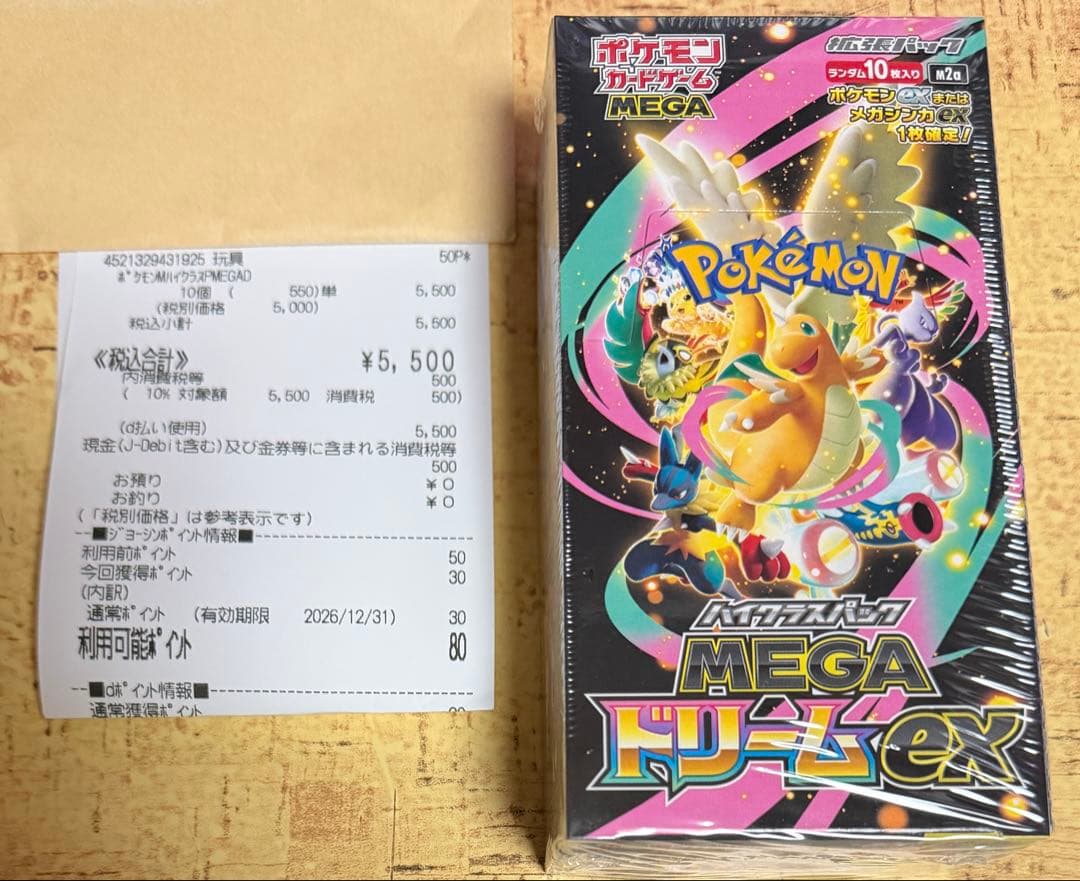 4521329431925 玩具 50P*
ﾎﾟｹﾓﾝMﾊｲｸﾗｽPMEGAD
10個 ( 550)単 5,500
(税別価格 5,000)
税込小計 5,500
≪税込合計≫ ¥5,500
内消費税等 500
( 10% 対象額 5,500 消費税 500)
(d払い使用) 5,500
現金(J-Debit含む)及び金券等に含まれる消費税等
500
お預り ¥0
お釣り ¥0
(「税別価格」は参考表示です)
--■ｼﾞｮｰｼﾝﾎﾟｲﾝﾄ情報■--
利用前ﾎﾟｲﾝﾄ 50
今回獲得ﾎﾟｲﾝﾄ 30
(内訳)
通常ﾎﾟｲﾝﾄ (有効期限 2026/12/31) 30
利用可能ﾎﾟｲﾝﾄ 80
--■dﾎﾟｲﾝﾄ情報■--
通常獲得ﾎﾟｲﾝﾄ
ポケモン
カードゲーム
MEGA
拡張パック
ランダム10枚入り m2a
ポケモンexまたは
メガシンカex
1枚確定!
POKÉMON
ハイクラスパック
MEGA
ドリームex